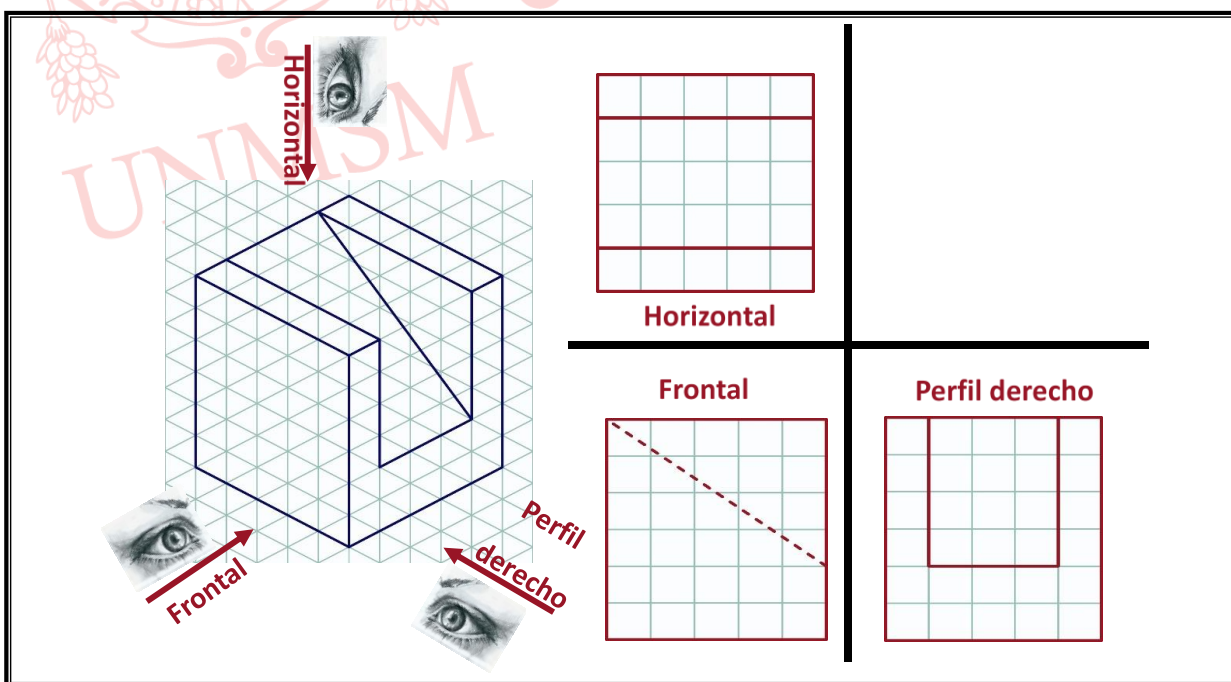 Horizontal
UNMSM
Horizontal
Frontal
Perfil derecho
Perfil
derecho
Frontal